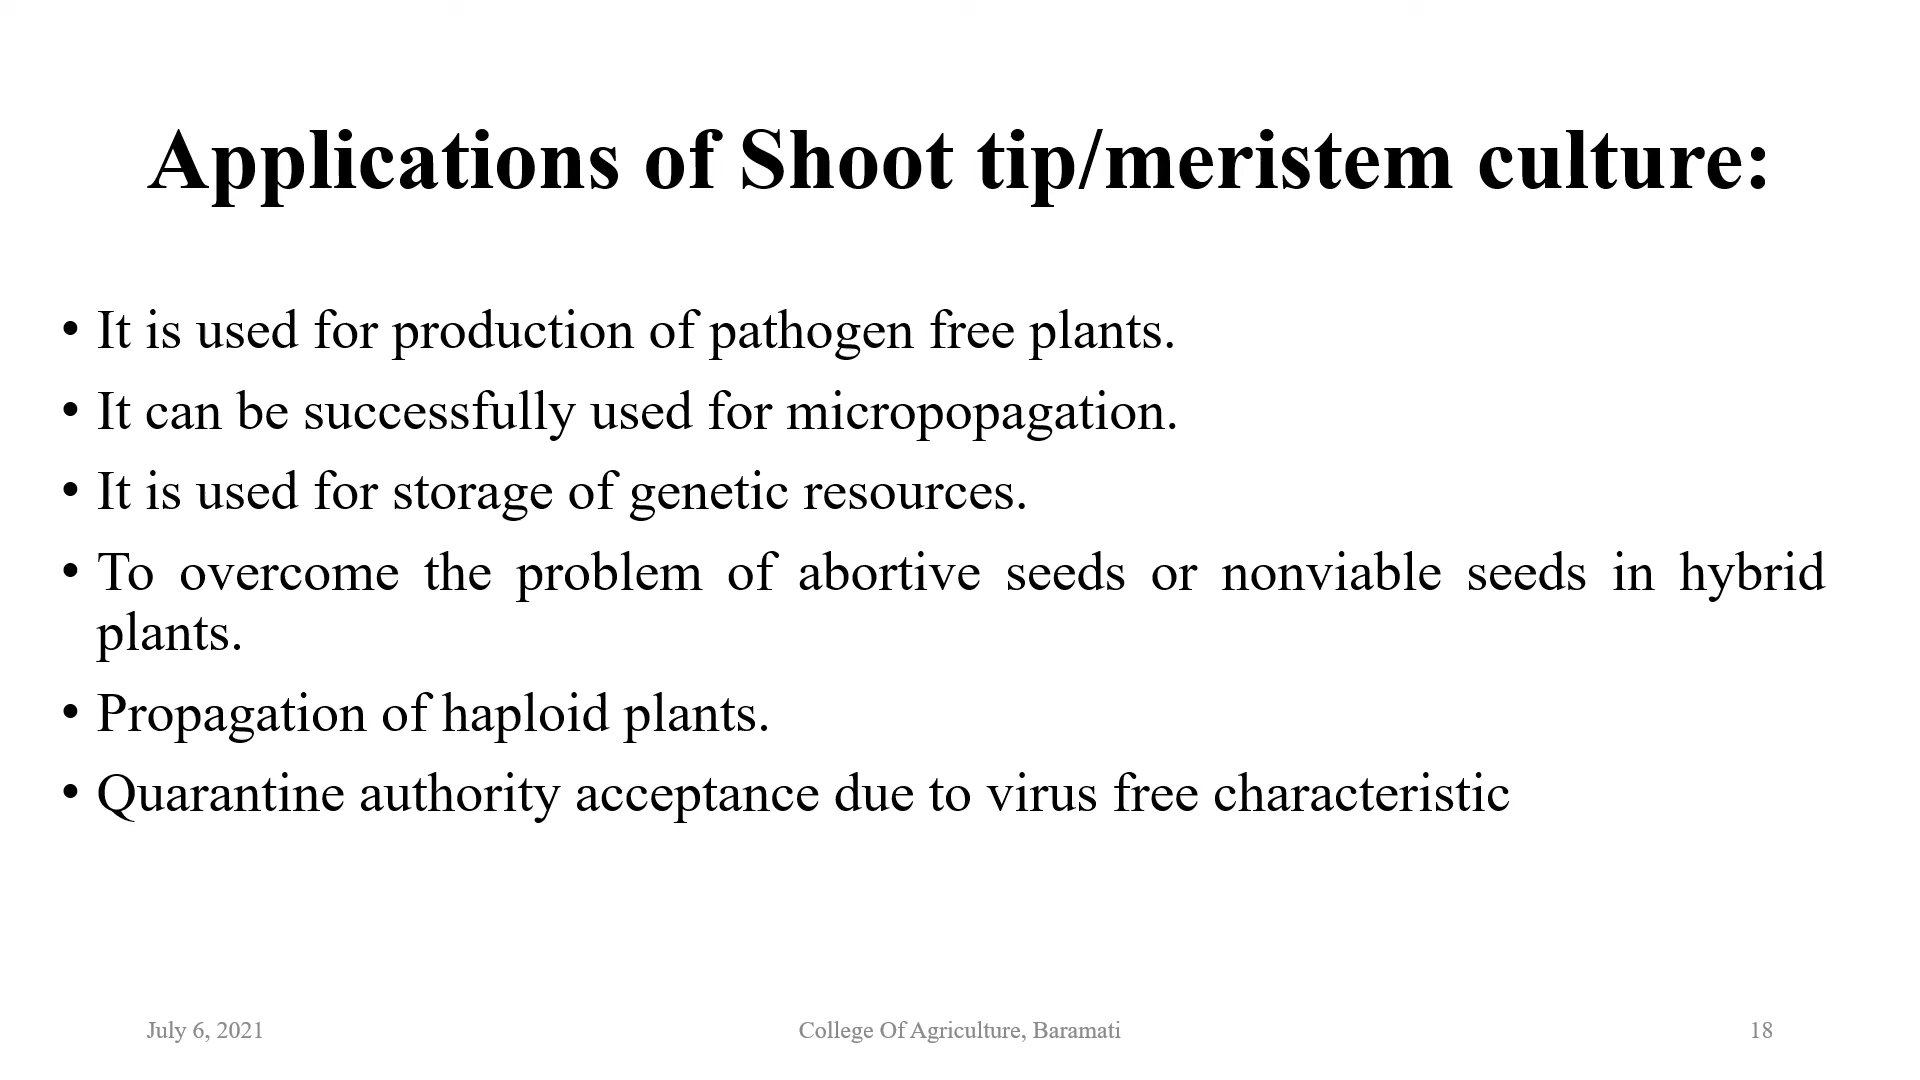 Applications of Shoot tip/meristem culture:
• It is used for production of pathogen free plants.
• It can be successfully used for micropopagation.
• It is used for storage of genetic resources.
• To overcome the problem of abortive seeds or nonviable seeds in hybrid
plants.
• Propagation of haploid plants.
• Quarantine authority acceptance due to virus free characteristic
July 6, 2021
College Of Agriculture, Baramati
18